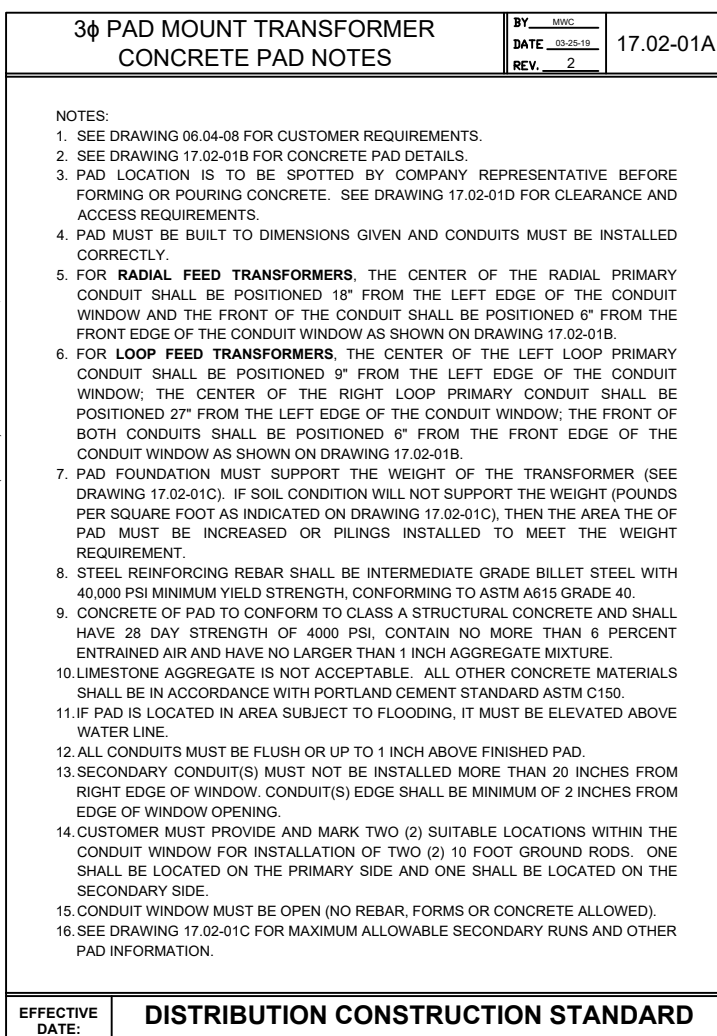 3ϕ PAD MOUNT TRANSFORMER
CONCRETE PAD NOTES
BY MWC
DATE 03-25-19
REV. 2
17.02-01A
NOTES:
1. SEE DRAWING 06.04-08 FOR CUSTOMER REQUIREMENTS.
2. SEE DRAWING 17.02-01B FOR CONCRETE PAD DETAILS.
3. PAD LOCATION IS TO BE SPOTTED BY COMPANY REPRESENTATIVE BEFORE
FORMING OR POURING CONCRETE. SEE DRAWING 17.02-01D FOR CLEARANCE AND
ACCESS REQUIREMENTS.
4. PAD MUST BE BUILT TO DIMENSIONS GIVEN AND CONDUITS MUST BE INSTALLED
CORRECTLY.
5. FOR RADIAL FEED TRANSFORMERS, THE CENTER OF THE RADIAL PRIMARY
CONDUIT SHALL BE POSITIONED 18" FROM THE LEFT EDGE OF THE CONDUIT
WINDOW AND THE FRONT OF THE CONDUIT SHALL BE POSITIONED 6" FROM THE
FRONT EDGE OF THE CONDUIT WINDOW AS SHOWN ON DRAWING 17.02-01B.
6. FOR LOOP FEED TRANSFORMERS, THE CENTER OF THE LEFT LOOP PRIMARY
CONDUIT SHALL BE POSITIONED 9" FROM THE LEFT EDGE OF THE CONDUIT
WINDOW; THE CENTER OF THE RIGHT LOOP PRIMARY CONDUIT SHALL BE
POSITIONED 27" FROM THE LEFT EDGE OF THE CONDUIT WINDOW; THE FRONT OF
BOTH CONDUITS SHALL BE POSITIONED 6" FROM THE FRONT EDGE OF THE
CONDUIT WINDOW AS SHOWN ON DRAWING 17.02-01B.
7. PAD FOUNDATION MUST SUPPORT THE WEIGHT OF THE TRANSFORMER (SEE
DRAWING 17.02-01C). IF SOIL CONDITION WILL NOT SUPPORT THE WEIGHT (POUNDS
PER SQUARE FOOT AS INDICATED ON DRAWING 17.02-01C), THEN THE AREA THE OF
PAD MUST BE INCREASED OR PILINGS INSTALLED TO MEET THE WEIGHT
REQUIREMENT.
8. STEEL REINFORCING REBAR SHALL BE INTERMEDIATE GRADE BILLET STEEL WITH
40,000 PSI MINIMUM YIELD STRENGTH, CONFORMING TO ASTM A615 GRADE 40.
9. CONCRETE OF PAD TO CONFORM TO CLASS A STRUCTURAL CONCRETE AND SHALL
HAVE 28 DAY STRENGTH OF 4000 PSI, CONTAIN NO MORE THAN 6 PERCENT
ENTRAINED AIR AND HAVE NO LARGER THAN 1 INCH AGGREGATE MIXTURE.
10. LIMESTONE AGGREGATE IS NOT ACCEPTABLE. ALL OTHER CONCRETE MATERIALS
SHALL BE IN ACCORDANCE WITH PORTLAND CEMENT STANDARD ASTM C150.
11. IF PAD IS LOCATED IN AREA SUBJECT TO FLOODING, IT MUST BE ELEVATED ABOVE
WATER LINE.
12. ALL CONDUITS MUST BE FLUSH OR UP TO 1 INCH ABOVE FINISHED PAD.
13. SECONDARY CONDUIT(S) MUST NOT BE INSTALLED MORE THAN 20 INCHES FROM
RIGHT EDGE OF WINDOW. CONDUIT(S) EDGE SHALL BE MINIMUM OF 2 INCHES FROM
EDGE OF WINDOW OPENING.
14. CUSTOMER MUST PROVIDE AND MARK TWO (2) SUITABLE LOCATIONS WITHIN THE
CONDUIT WINDOW FOR INSTALLATION OF TWO (2) 10 FOOT GROUND RODS. ONE
SHALL BE LOCATED ON THE PRIMARY SIDE AND ONE SHALL BE LOCATED ON THE
SECONDARY SIDE.
15. CONDUIT WINDOW MUST BE OPEN (NO REBAR, FORMS OR CONCRETE ALLOWED).
16. SEE DRAWING 17.02-01C FOR MAXIMUM ALLOWABLE SECONDARY RUNS AND OTHER
PAD INFORMATION.
EFFECTIVE
DATE:
DISTRIBUTION CONSTRUCTION STANDARD